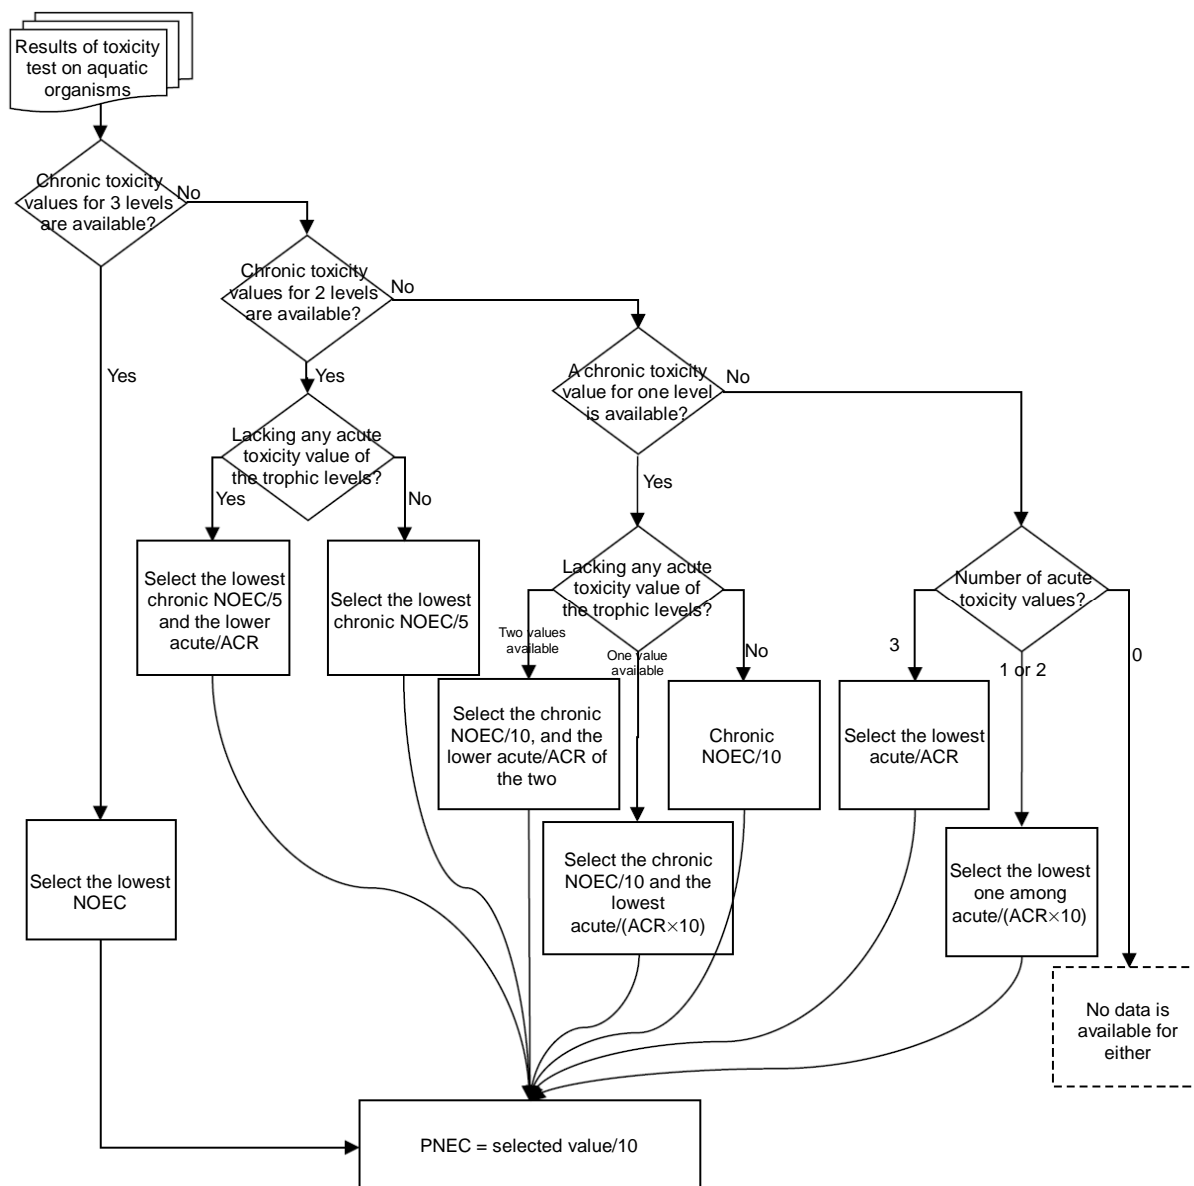 Results of toxicity
test on aquatic
organisms
Chronic toxicity
values for 3 levels
are available?
No
Chronic toxicity
values for 2 levels
are available?
No
Yes
Yes
A chronic toxicity
value for one level
is available?
No
Lacking any acute
toxicity value of
the trophic levels?
Yes
No
Yes
Select the lowest
chronic NOEC/5
and the lower
acute/ACR
Select the lowest
chronic NOEC/5
Lacking any acute
toxicity value of
the trophic levels?
Two values
available
One value
available
No
Number of acute
toxicity values?
3
1 or 2
0
Select the chronic
NOEC/10, and the
lower acute/ACR of
the two
Chronic
NOEC/10
Select the lowest
acute/ACR
Select the lowest
NOEC
Select the chronic
NOEC/10 and the
lowest
acute/(ACR×10)
Select the lowest
one among
acute/(ACR×10)
No data is
available for
either
PNEC = selected value/10